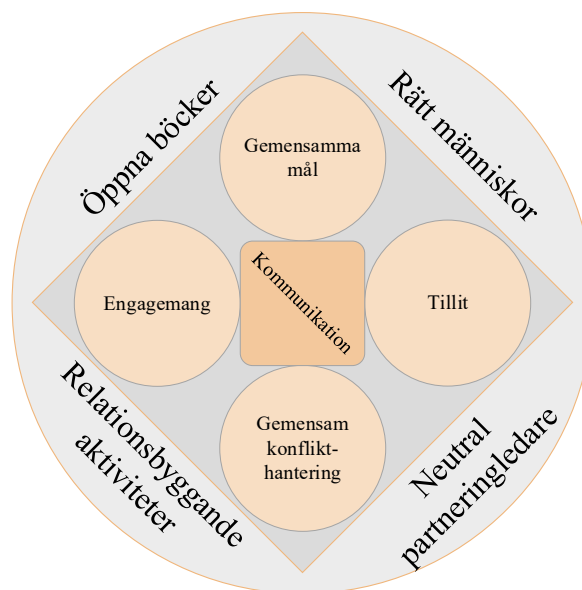 Öppna böcker
Rätt människor
Gemensamma
mål
Engagemang
Kommunikation
Tillit
Gemensam
konflikt-
hantering
Relationsbyggande
aktiviteter
Neutral
partneringledare